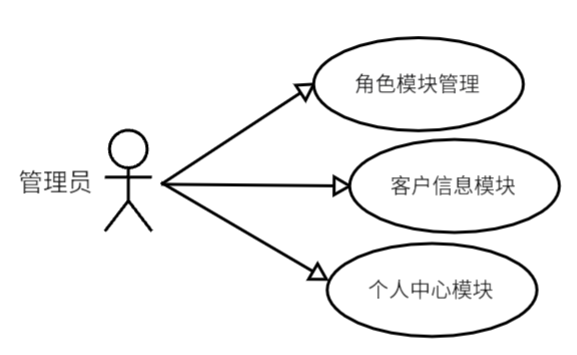 角色模块管理
管理员
客户信息模块
个人中心模块